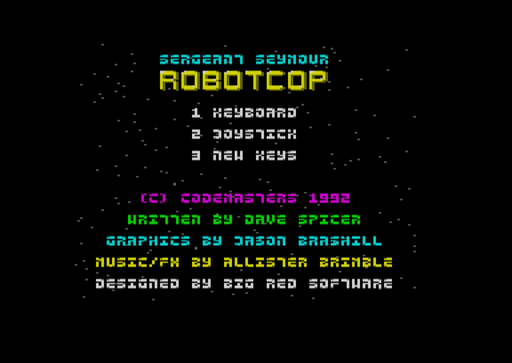 SERGEANT SEYMOUR
ROBOTCOP
1 KEYBOARD
2 JOYSTICK
3 NEW KEYS
(C) CODEMASTERS 1992
WRITTEN BY DAVE SPICER
GRAPHICS BY JASON BRASHILL
MUSIC/FX BY ALLISTER BRIMBLE
DESIGNED BY BIG RED SOFTWARE